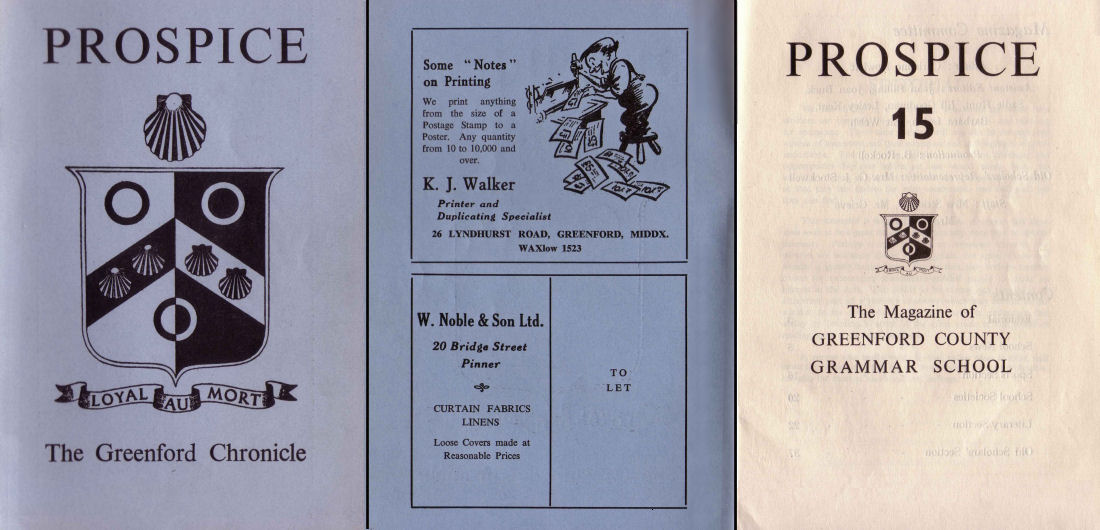 PROSPICE
LOYAL AU MORT
The Greenford Chronicle
Some "Notes"
on Printing
We print anything
from the size of a
Postage Stamp to a
Poster. Any quantity
from 10 to 10,000 and
over.
K. J. Walker
Printer and
Duplicating Specialist
26 LYNDHURST ROAD, GREENFORD, MIDDX.
WAXlow 1523
W. Noble & Son Ltd.
20 Bridge Street
Pinner
CURTAIN FABRICS
LINENS
Loose Covers made at
Reasonable Prices
TO
LET
PROSPICE
15
The Magazine of
GREENFORD COUNTY
GRAMMAR SCHOOL